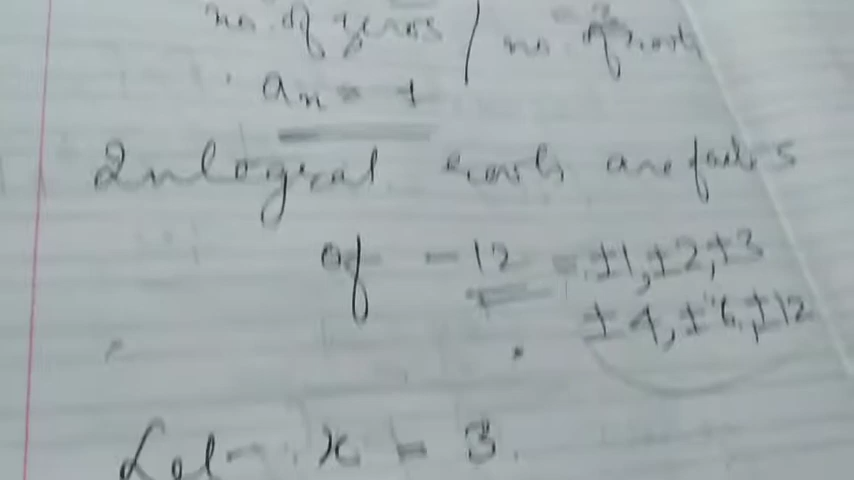 no. of zeros / no. of roots
aₙ = 1
Integral roots are factors
of -12 = ±1, ±2, ±3
±4, ±6, ±12
Let x = 3.